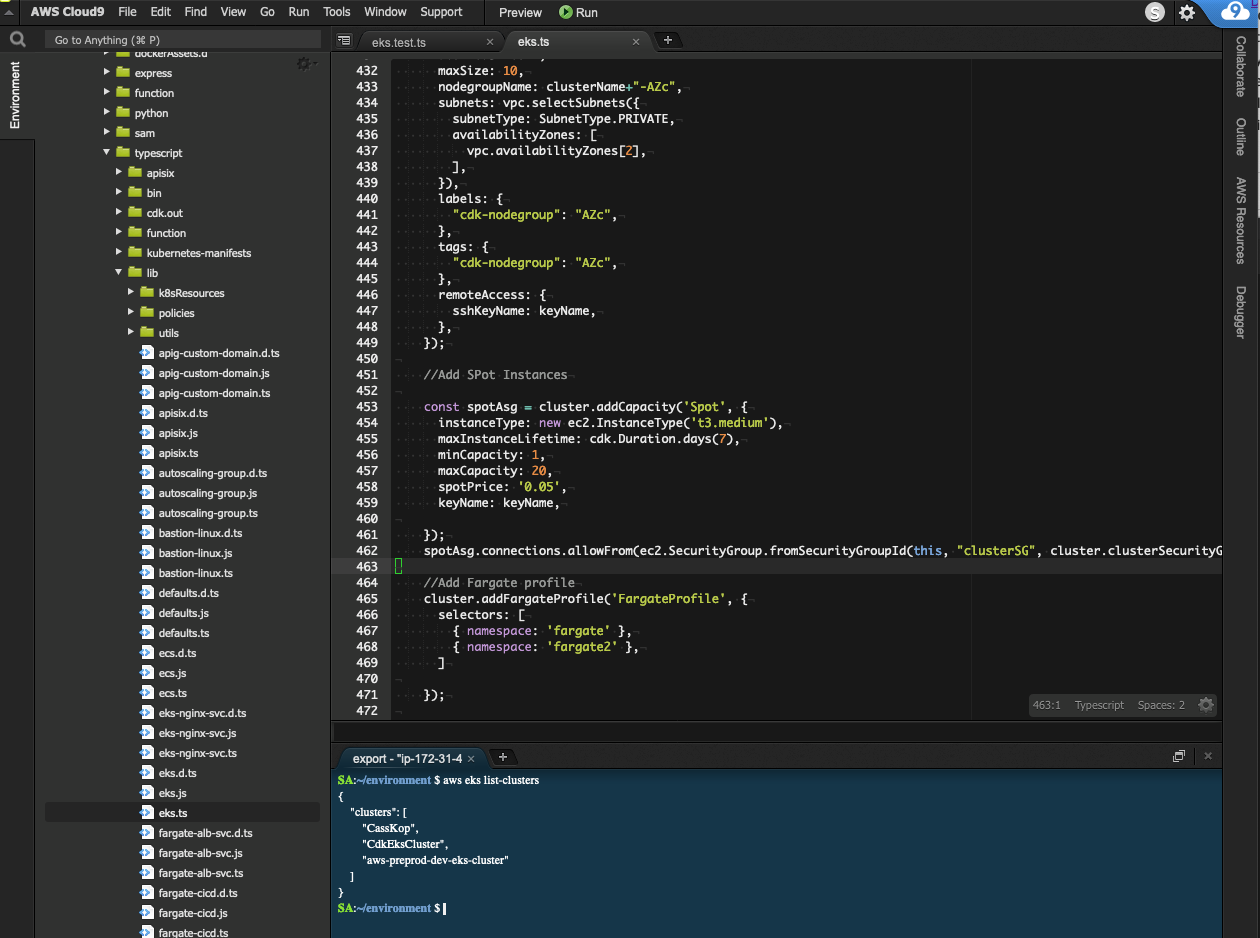 AWS Cloud9 File Edit Find View Go Run Tools Window Support Preview Run S 9
Go to Anything (⌘ P)
Environment
dockerAssets.d
express
function
python
sam
typescript
apisix
bin
cdk.out
function
kubernetes-manifests
lib
k8sResources
policies
utils
apig-custom-domain.d.ts
apig-custom-domain.js
apig-custom-domain.ts
apisix.d.ts
apisix.js
apisix.ts
autoscaling-group.d.ts
autoscaling-group.js
autoscaling-group.ts
bastion-linux.d.ts
bastion-linux.js
bastion-linux.ts
defaults.d.ts
defaults.js
defaults.ts
ecs.d.ts
ecs.js
ecs.ts
eks-nginx-svc.d.ts
eks-nginx-svc.js
eks-nginx-svc.ts
eks.d.ts
eks.js
eks.ts
fargate-alb-svc.d.ts
fargate-alb-svc.js
fargate-alb-svc.ts
fargate-cicd.d.ts
fargate-cicd.js
fargate-cicd.ts
eks.test.ts × eks.ts × +
432 maxSize: 10,
433 nodegroupName: clusterName+"-AZc",
434 subnets: vpc.selectSubnets({
435 subnetType: SubnetType.PRIVATE,
436 availabilityZones: [
437 vpc.availabilityZones[2],
438 ],
439 }),
440 labels: {
441 "cdk-nodegroup": "AZc",
442 },
443 tags: {
444 "cdk-nodegroup": "AZc",
445 },
446 remoteAccess: {
447 sshKeyName: keyName,
448 },
449 });
450
451 //Add SPot Instances
452
453 const spotAsg = cluster.addCapacity('Spot', {
454 instanceType: new ec2.InstanceType('t3.medium'),
455 maxInstanceLifetime: cdk.Duration.days(7),
456 minCapacity: 1,
457 maxCapacity: 20,
458 spotPrice: '0.05',
459 keyName: keyName,
460
461 });
462 spotAsg.connections.allowFrom(ec2.SecurityGroup.fromSecurityGroupId(this, "clusterSG", cluster.clusterSecurityG
463
464 //Add Fargate profile
465 cluster.addFargateProfile('FargateProfile', {
466 selectors: [
467 { namespace: 'fargate' },
468 { namespace: 'fargate2' },
469 ]
470
471 });
472
463:1 Typescript Spaces: 2
export - "ip-172-31-4 × +
SA:~/environment $ aws eks list-clusters
{
"clusters": [
"CassKop",
"CdkEksCluster",
"aws-preprod-dev-eks-cluster"
]
}
SA:~/environment $
Collaborate
Outline
AWS Resources
Debugger